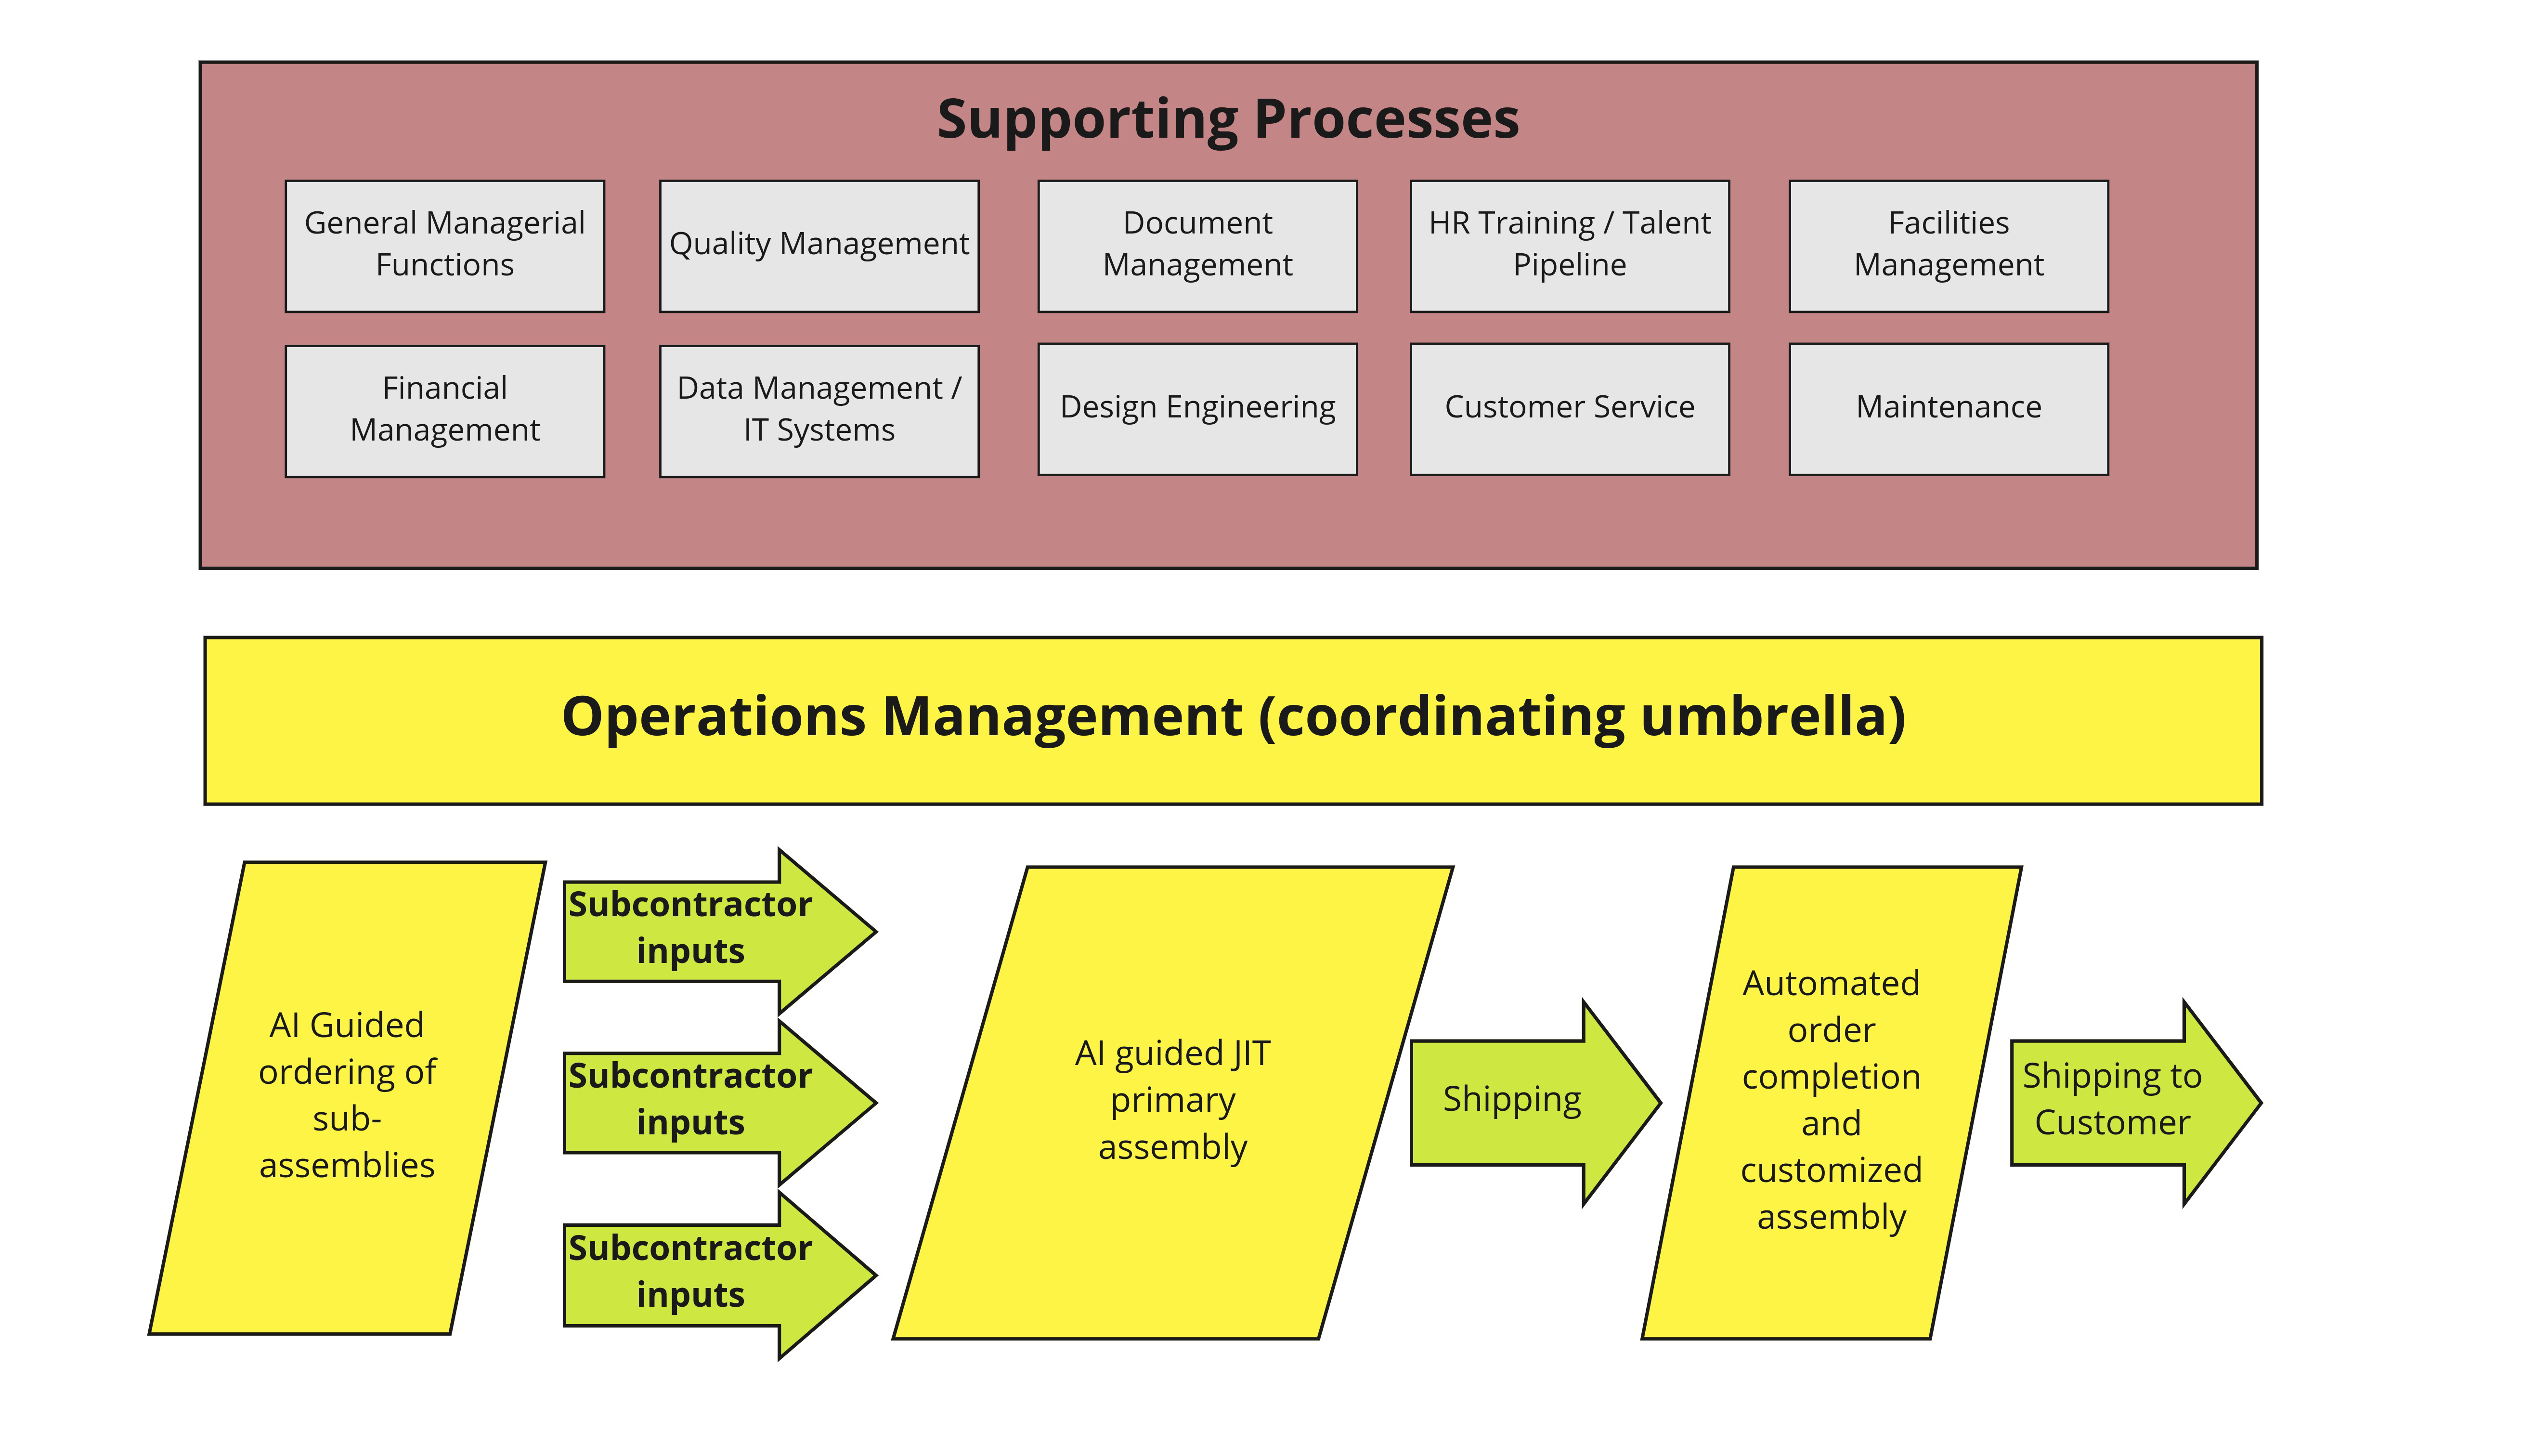 Supporting Processes
General Managerial
Functions
Quality Management
Document
Management
HR Training / Talent
Pipeline
Facilities
Management
Financial
Management
Data Management /
IT Systems
Design Engineering
Customer Service
Maintenance
Operations Management (coordinating umbrella)
AI Guided
ordering of
sub-
assemblies
Subcontractor
inputs
Subcontractor
inputs
Subcontractor
inputs
AI guided JIT
primary
assembly
Shipping
Automated
order
completion
and
customized
assembly
Shipping to
Customer